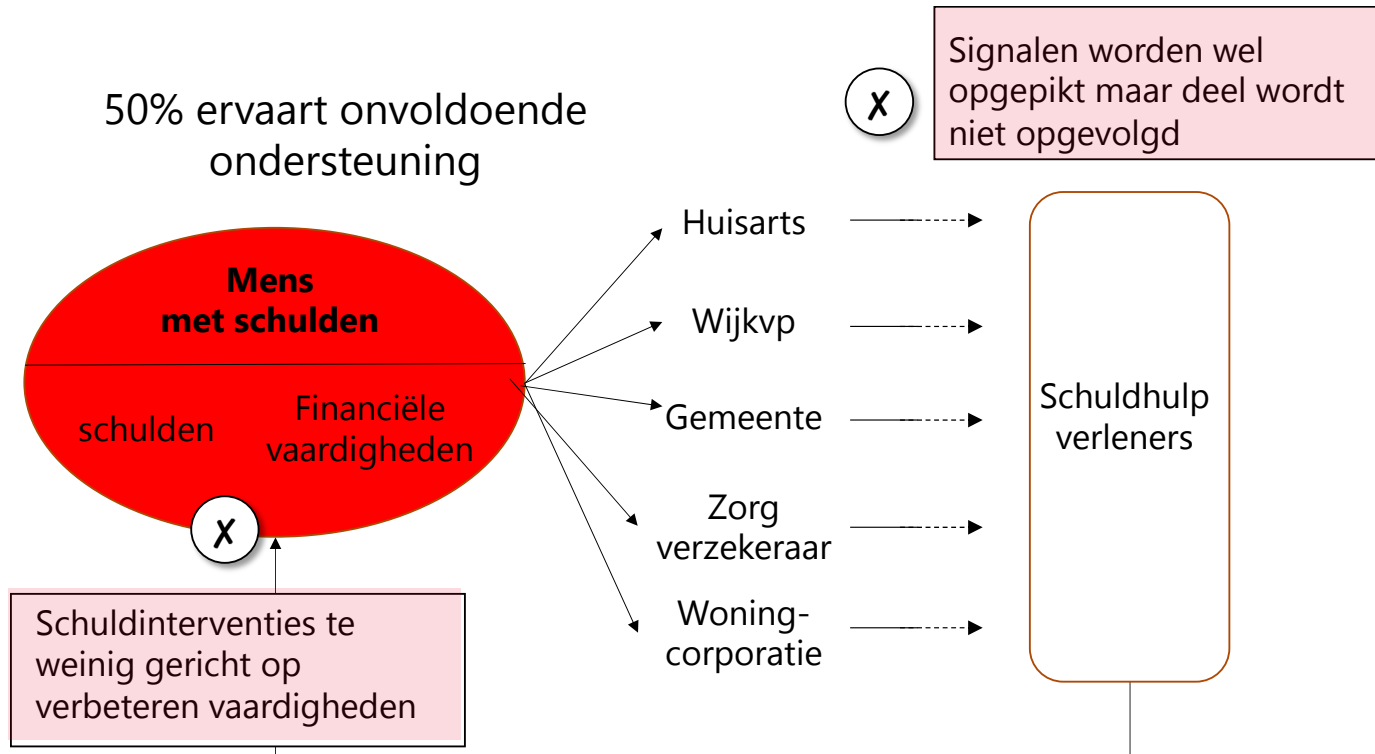 50% ervaart onvoldoende
ondersteuning
✗
Signalen worden wel
opgepikt maar deel wordt
niet opgevolgd
Mens
met schulden
schulden
Financiële
vaardigheden
✗
Schuldinterventies te
weinig gericht op
verbeteren vaardigheden
Huisarts
Wijkvp
Gemeente
Zorg
verzekeraar
Woning-
corporatie
Schuldhulp
verleners